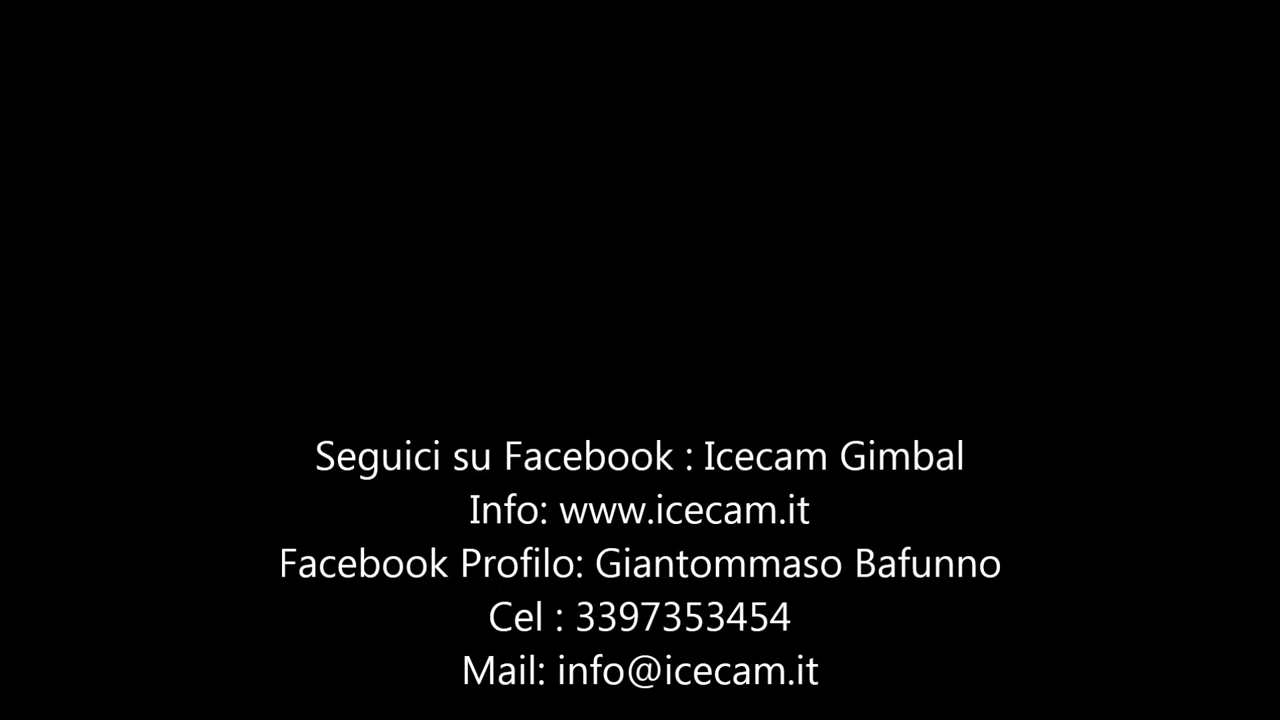 Seguici su Facebook : Icecam Gimbal
Info: www.icecam.it
Facebook Profilo: Giantommaso Bafunno
Cel : 3397353454
Mail: info@icecam.it